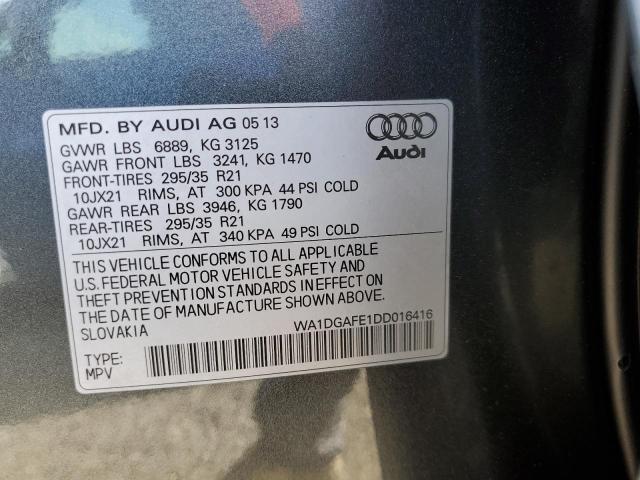 MFD. BY AUDI AG 05 13
GVWR LBS 6889, KG 3125
GAWR FRONT LBS 3241, KG 1470
FRONT-TIRES 295/35 R21
10JX21 RIMS, AT 300 KPA 44 PSI COLD
GAWR REAR LBS 3946, KG 1790
REAR-TIRES 295/35 R21
10JX21 RIMS, AT 340 KPA 49 PSI COLD
Audi
THIS VEHICLE CONFORMS TO ALL APPLICABLE
U.S. FEDERAL MOTOR VEHICLE SAFETY AND
THEFT PREVENTION STANDARDS IN EFFECT ON
THE DATE OF MANUFACTURE SHOWN ABOVE.
SLOVAKIA
WA1DGAFE1DD016416
TYPE:
MPV